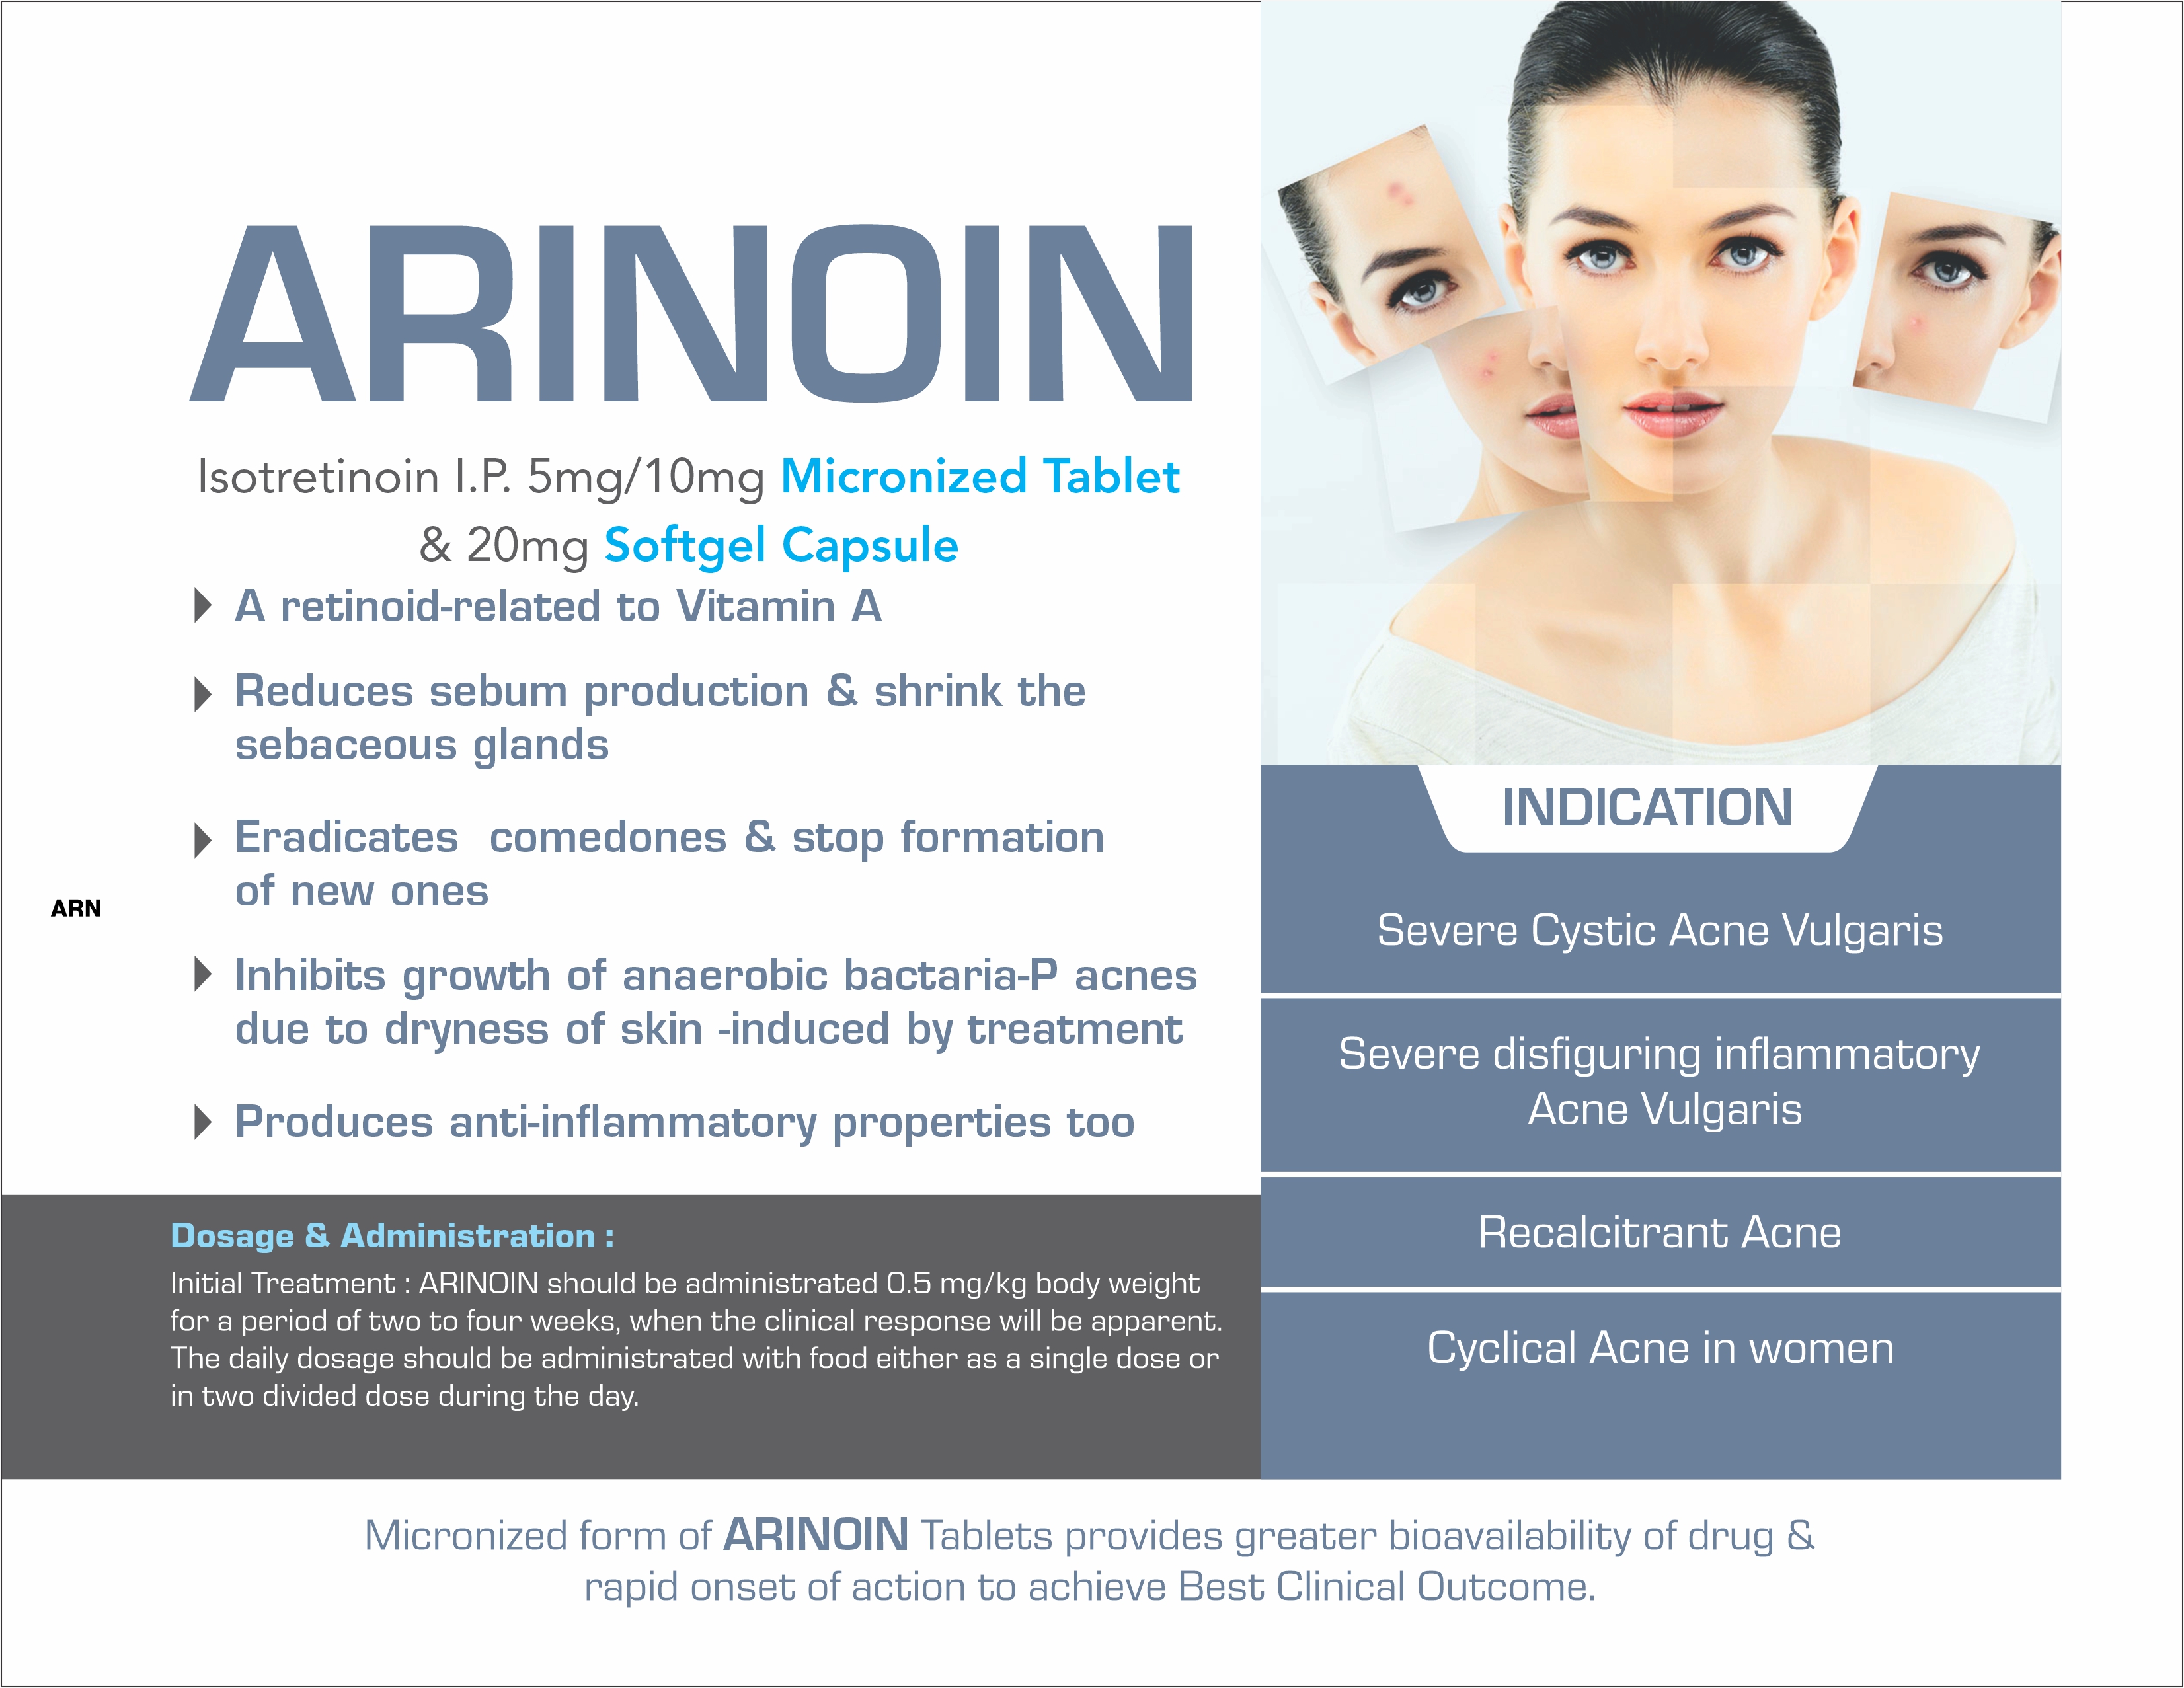 ARINOIN
Isotretinoin I.P. 5mg/10mg Micronized Tablet
& 20mg Softgel Capsule
A retinoid-related to Vitamin A
Reduces sebum production & shrink the
sebaceous glands
Eradicates comedones & stop formation
of new ones
ARN
Inhibits growth of anaerobic bactaria-P acnes
due to dryness of skin -induced by treatment
Produces anti-inflammatory properties too
Dosage & Administration :
Initial Treatment : ARINOIN should be administrated 0.5 mg/kg body weight
for a period of two to four weeks, when the clinical response will be apparent.
The daily dosage should be administrated with food either as a single dose or
in two divided dose during the day.
INDICATION
Severe Cystic Acne Vulgaris
Severe disfiguring inflammatory
Acne Vulgaris
Recalcitrant Acne
Cyclical Acne in women
Micronized form of ARINOIN Tablets provides greater bioavailability of drug &
rapid onset of action to achieve Best Clinical Outcome.